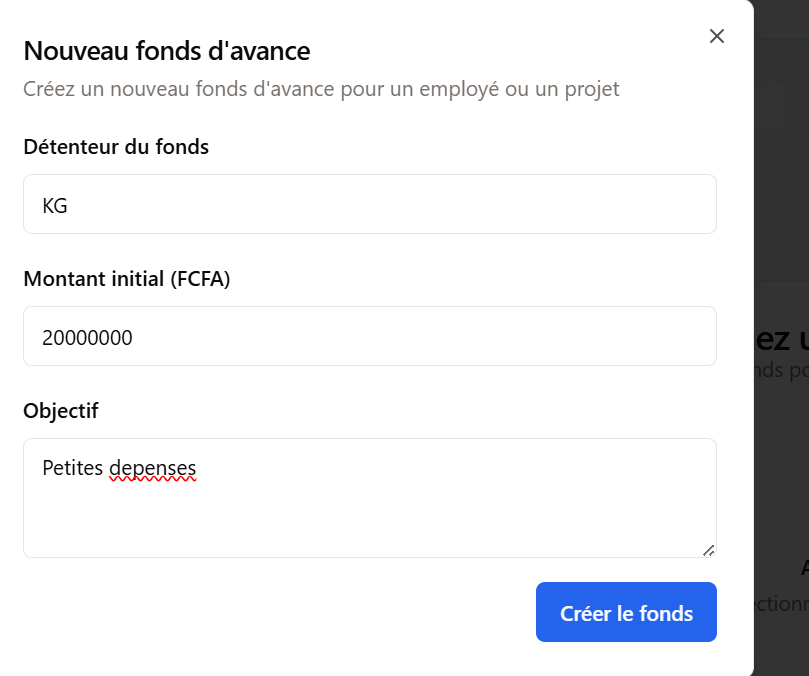 Nouveau fonds d'avance
Créez un nouveau fonds d'avance pour un employé ou un projet
Détenteur du fonds
KG
Montant initial (FCFA)
20000000
ez u
nds po
Objectif
Petites depenses
A
ectionn
Créer le fonds